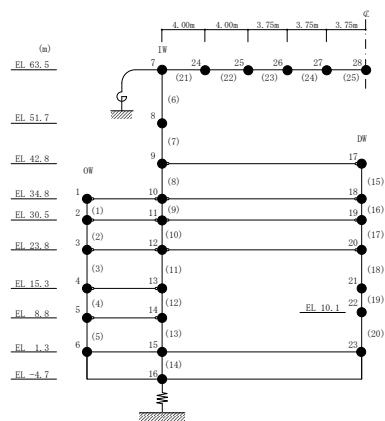 ℄
4.00m 4.00m 3.75m 3.75m 3.75m
(m) IW
EL 63.5 7 24 25 26 27 28
(21) (22) (23) (24) (25)
(6)
EL 51.7 8
(7)
EL 42.8 9 17
OW (8) DW (15)
EL 34.8 1 10 18
(1) (9) (16)
EL 30.5 2 11 19
(2) (10) (17)
EL 23.8 3 12 20
(3) (11) (18)
EL 15.3 4 13 21
(4) (12) EL 10.1 22 (19)
EL 8.8 5 14
(5) (13) (20)
EL 1.3 6 15 23
(14)
EL -4.7 16